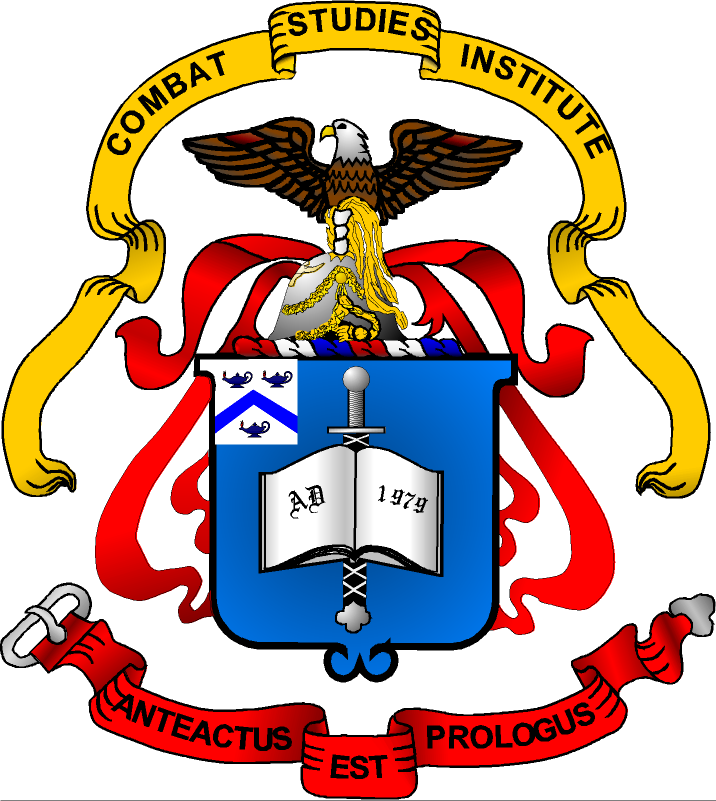 COMBAT STUDIES INSTITUTE
AD 1979
ANTEACTUS EST PROLOGUS